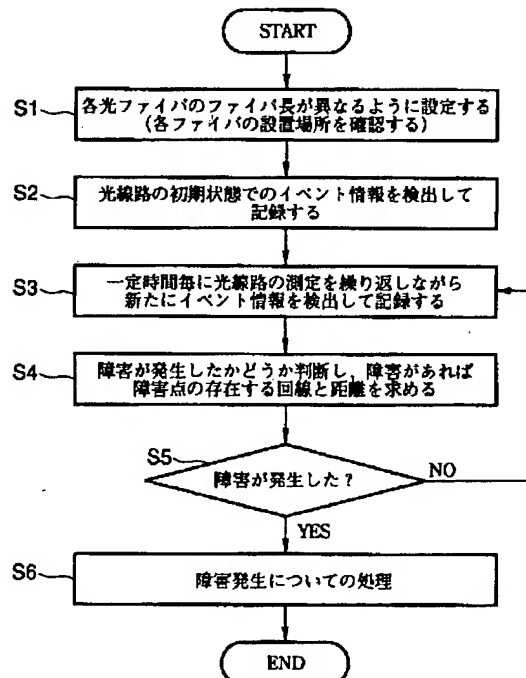 START
S1
各光ファイバのファイバ長が異なるように設定する
(各ファイバの設置場所を確認する)
S2
光線路の初期状態でのイベント情報を検出して
記録する
S3
一定時間毎に光線路の測定を繰り返しながら
新たにイベント情報を検出して記録する
S4
障害が発生したかどうか判断し，障害があれば
障害点の存在する回線と距離を求める
S5
障害が発生した？
NO
YES
S6
障害発生についての処理
END